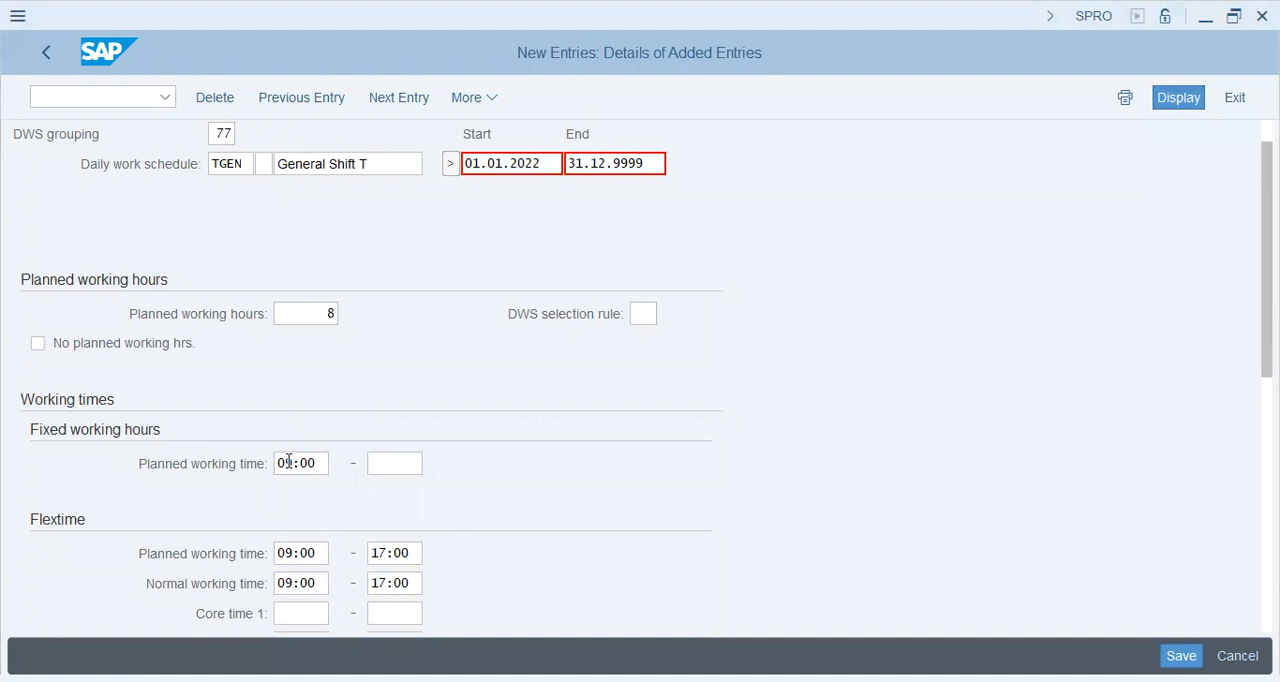 SPRO
SAP New Entries: Details of Added Entries
Delete Previous Entry Next Entry More Display Exit
DWS grouping 77 Start End
Daily work schedule: TGEN General Shift T > 01.01.2022 31.12.9999
Planned working hours
Planned working hours: 8 DWS selection rule:
No planned working hrs.
Working times
Fixed working hours
Planned working time: 09:00 -
Flextime
Planned working time: 09:00 - 17:00
Normal working time: 09:00 - 17:00
Core time 1: -
Save Cancel